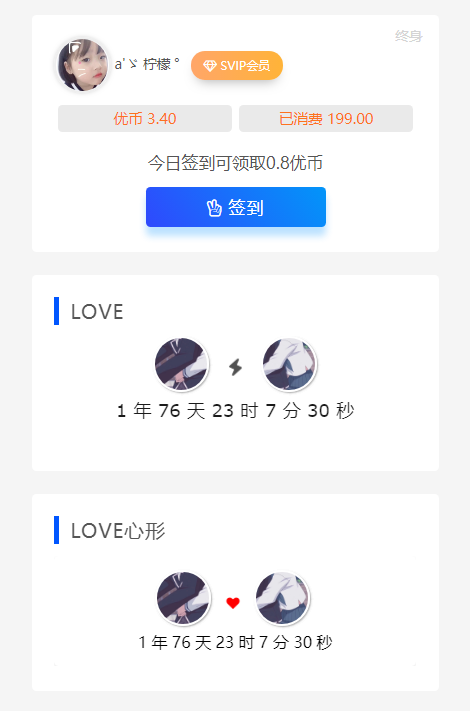 终身
a'ゞ 柠檬 ° SVIP会员
优币 3.40 已消费 199.00
今日签到可领取0.8优币
签到
LOVE
1 年 76 天 23 时 7 分 30 秒
LOVE心形
1 年 76 天 23 时 7 分 30 秒